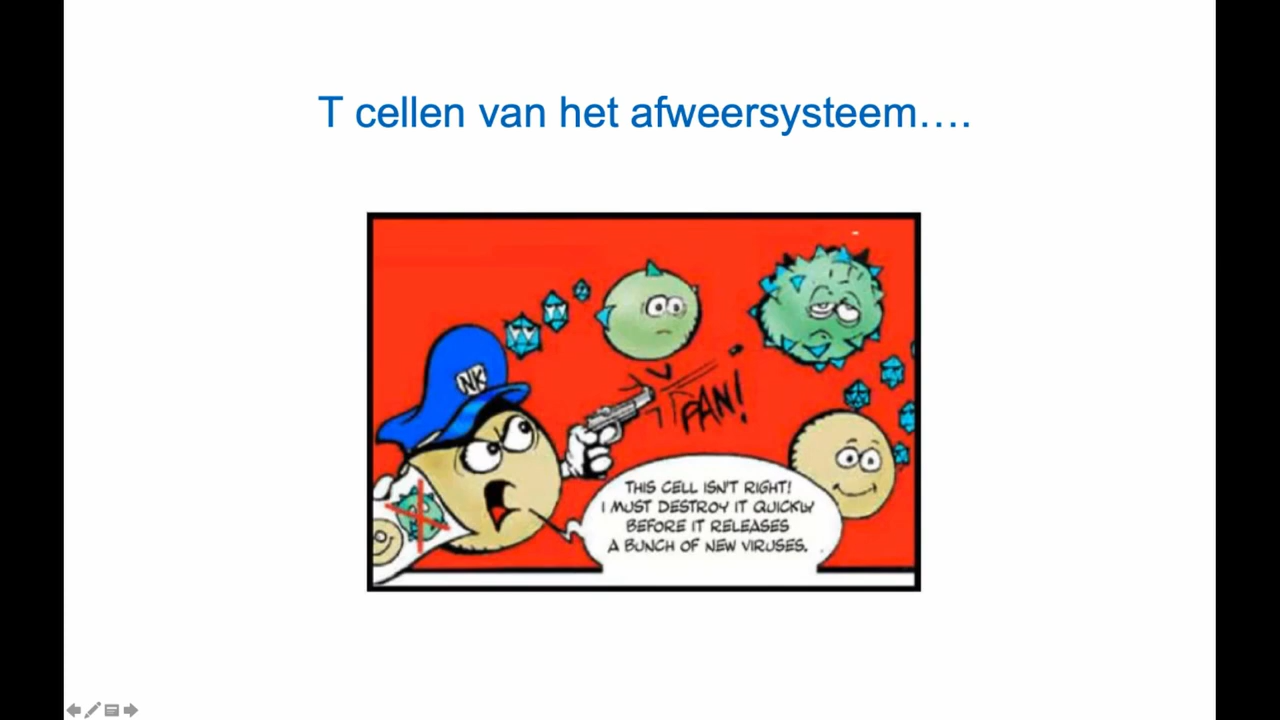 T cellen van het afweersysteem….
NK
PAN!
THIS CELL ISN'T RIGHT!
I MUST DESTROY IT QUICKLY
BEFORE IT RELEASES
A BUNCH OF NEW VIRUSES.